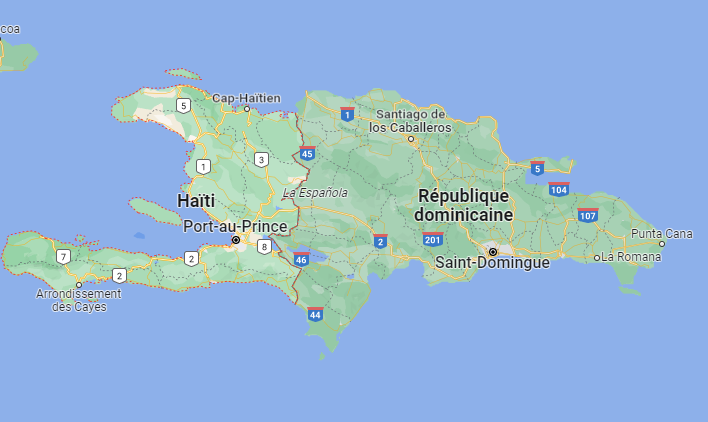 coa
Cap-Haïtien
5
1
Santiago de
los Caballeros
45
1
3
5
104
La Española
Haïti
République
dominicaine
107
Port-au-Prince
Punta Cana
8
2
201
7
2
46
Saint-Domingue
La Romana
2
Arrondissement
des Cayes
44